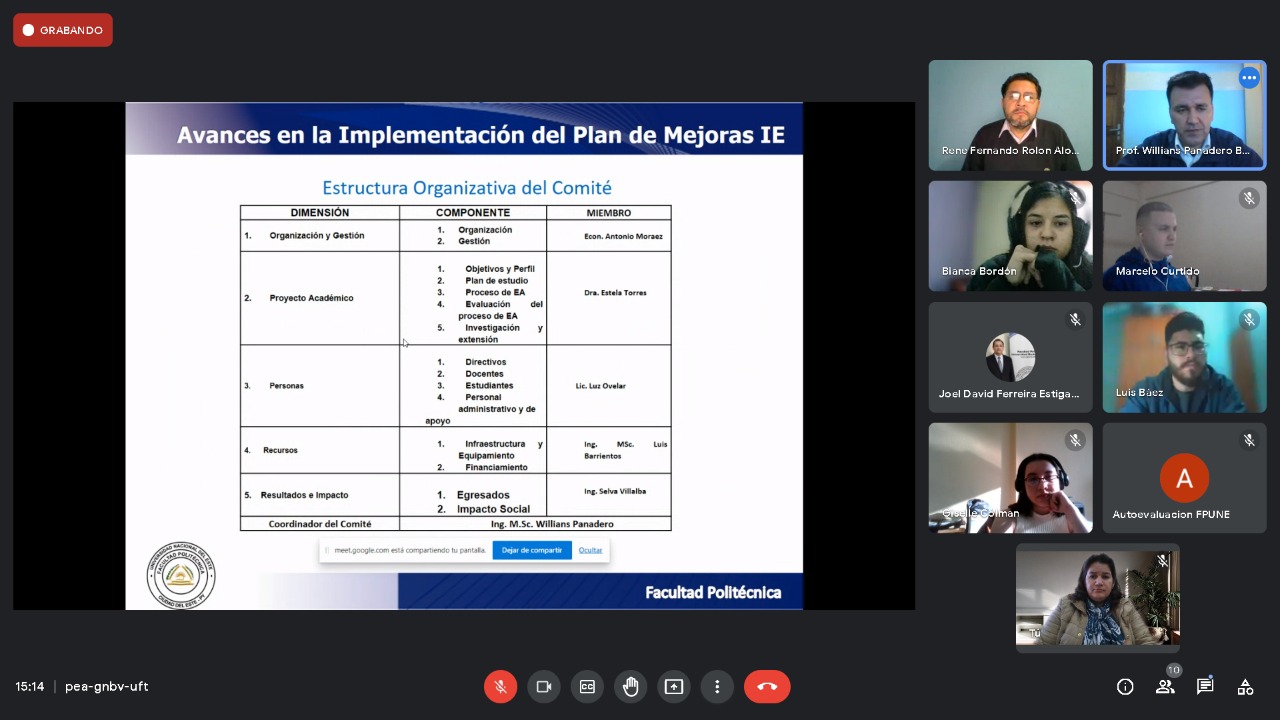 GRABANDO
Avances en la Implementación del Plan de Mejoras IE
Estructura Organizativa del Comité
DIMENSIÓN COMPONENTE MIEMBRO
1. Organización y Gestión
1. Organización
2. Gestión
Econ. Antonio Moraez
2. Proyecto Académico
1. Objetivos y Perfil
2. Plan de estudio
3. Proceso de EA
4. Evaluación del
proceso de EA
5. Investigación y
extensión
Dra. Estela Torres
3. Personas
1. Directivos
2. Docentes
3. Estudiantes
4. Personal
administrativo y de
apoyo
Lic. Luz Ovelar
4. Recursos
1. Infraestructura y
Equipamiento
2. Financiamiento
Ing. MSc. Luis
Barrientos
5. Resultados e Impacto
1. Egresados
2. Impacto Social
Ing. Selva Villalba
Coordinador del Comité Ing. M.Sc. Willians Panadero
meet.google.com está compartiendo tu pantalla. Dejar de compartir Ocultar
UNIVERSIDAD NACIONAL DEL ESTE
FACULTAD POLITÉCNICA
CIUDAD DEL ESTE - PY
Facultad Politécnica
Rene Fernando Rolon Alo...
Prof. Willians Panadero B...
Bianca Bordón
Marcelo Curtido
Joel David Ferreira Estiga...
Luis Báez
Giselle Colman
A
Autoevaluacion FPUNE
Tú
15:14 | pea-gnbv-uft
10